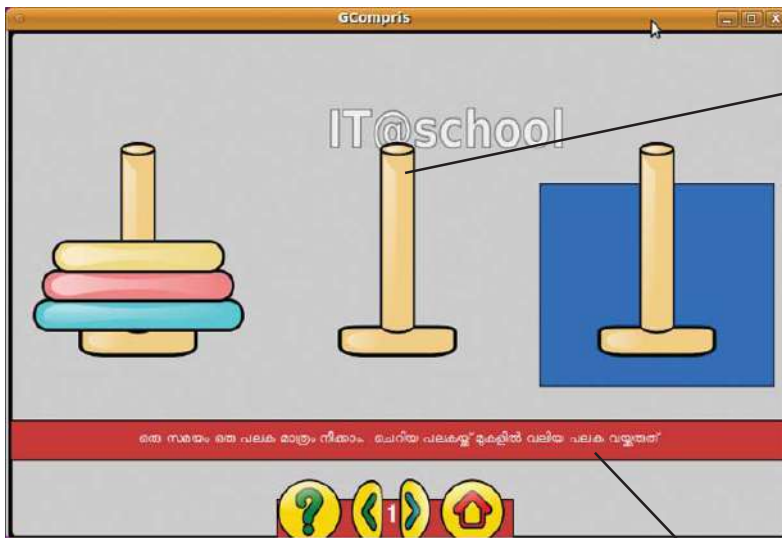 GCompris
IT@school
ഒരു സമയം ഒരു പലക മാത്രം നീക്കാം. ചെറിയ പലകയ്ക്ക് മുകളിൽ വലിയ പലക വയ്ക്കരുത്
1